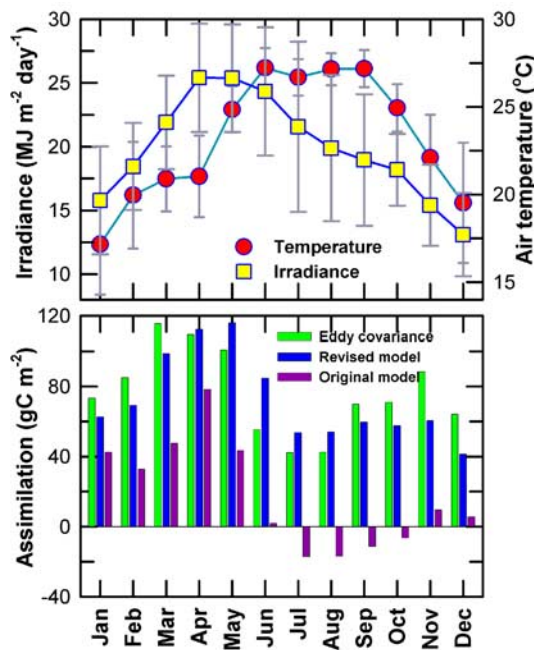 30
25
20
15
10
Irradiance (MJ m⁻² day⁻¹)
30
25
20
15
Air temperature (°C)
Temperature
Irradiance
120
80
40
0
-40
Assimilation (gC m⁻²)
Eddy covariance
Revised model
Original model
Jan Feb Mar Apr May Jun Jul Aug Sep Oct Nov Dec